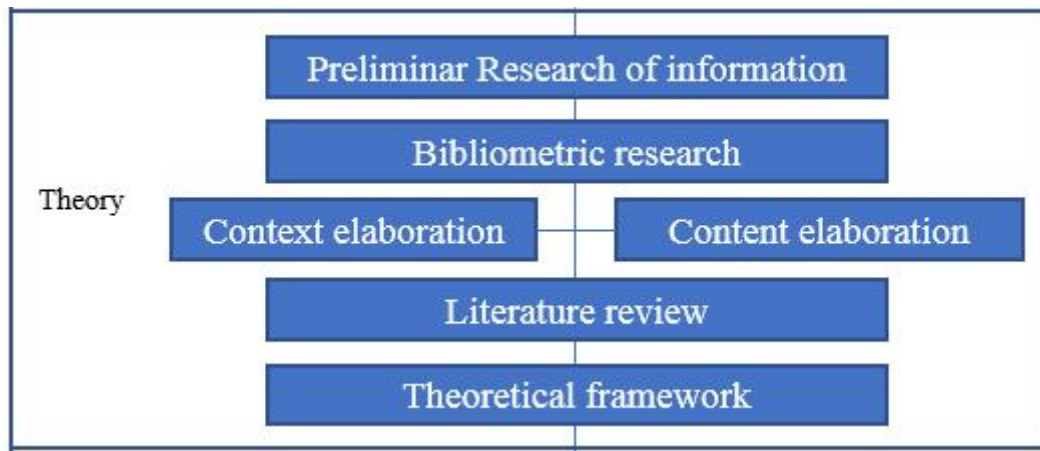 Preliminar Research of information
Bibliometric research
Theory
Context elaboration
Content elaboration
Literature review
Theoretical framework